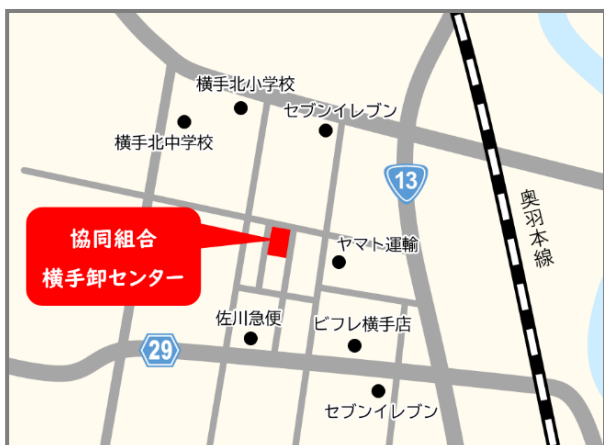 横手北小学校
セブンイレブン
横手北中学校
13
奥羽本線
協同組合
横手卸センター
ヤマト運輸
佐川急便
ビフレ横手店
29
セブンイレブン